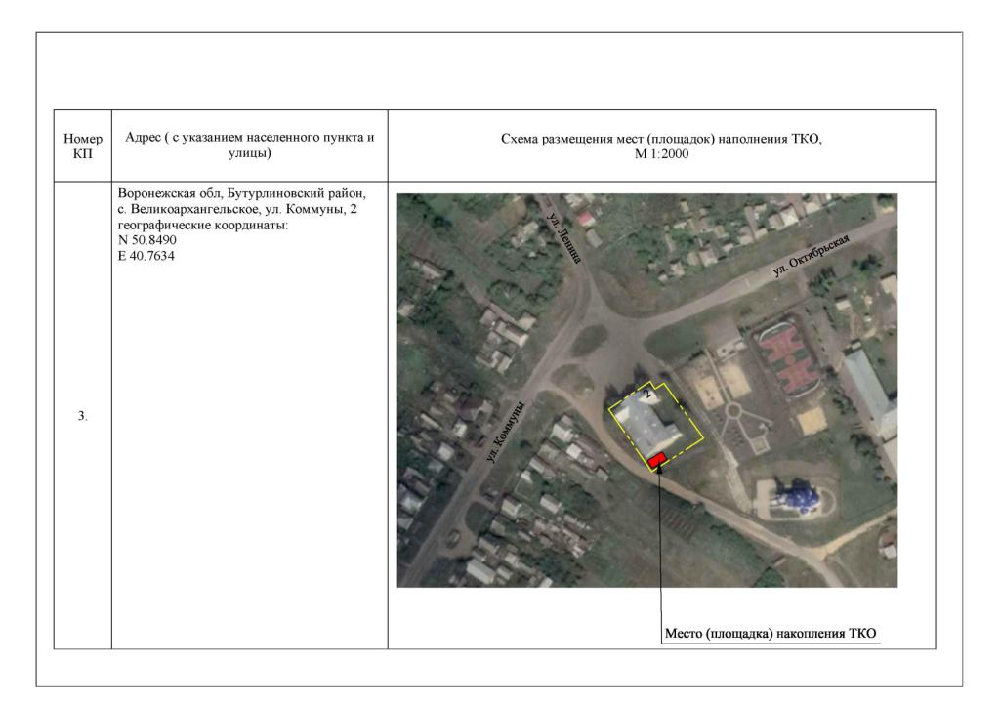 Номер
КП
Адрес ( с указанием населенного пункта и
улицы)
Схема размещения мест (площадок) наполнения ТКО,
М 1:2000
3.
Воронежская обл, Бутурлиновский район,
с. Великоархангельское, ул. Коммуны, 2
географические координаты:
N 50.8490
E 40.7634
ул. Ленина
ул. Октябрьская
2
ул. Коммуны
Место (площадка) накопления ТКО